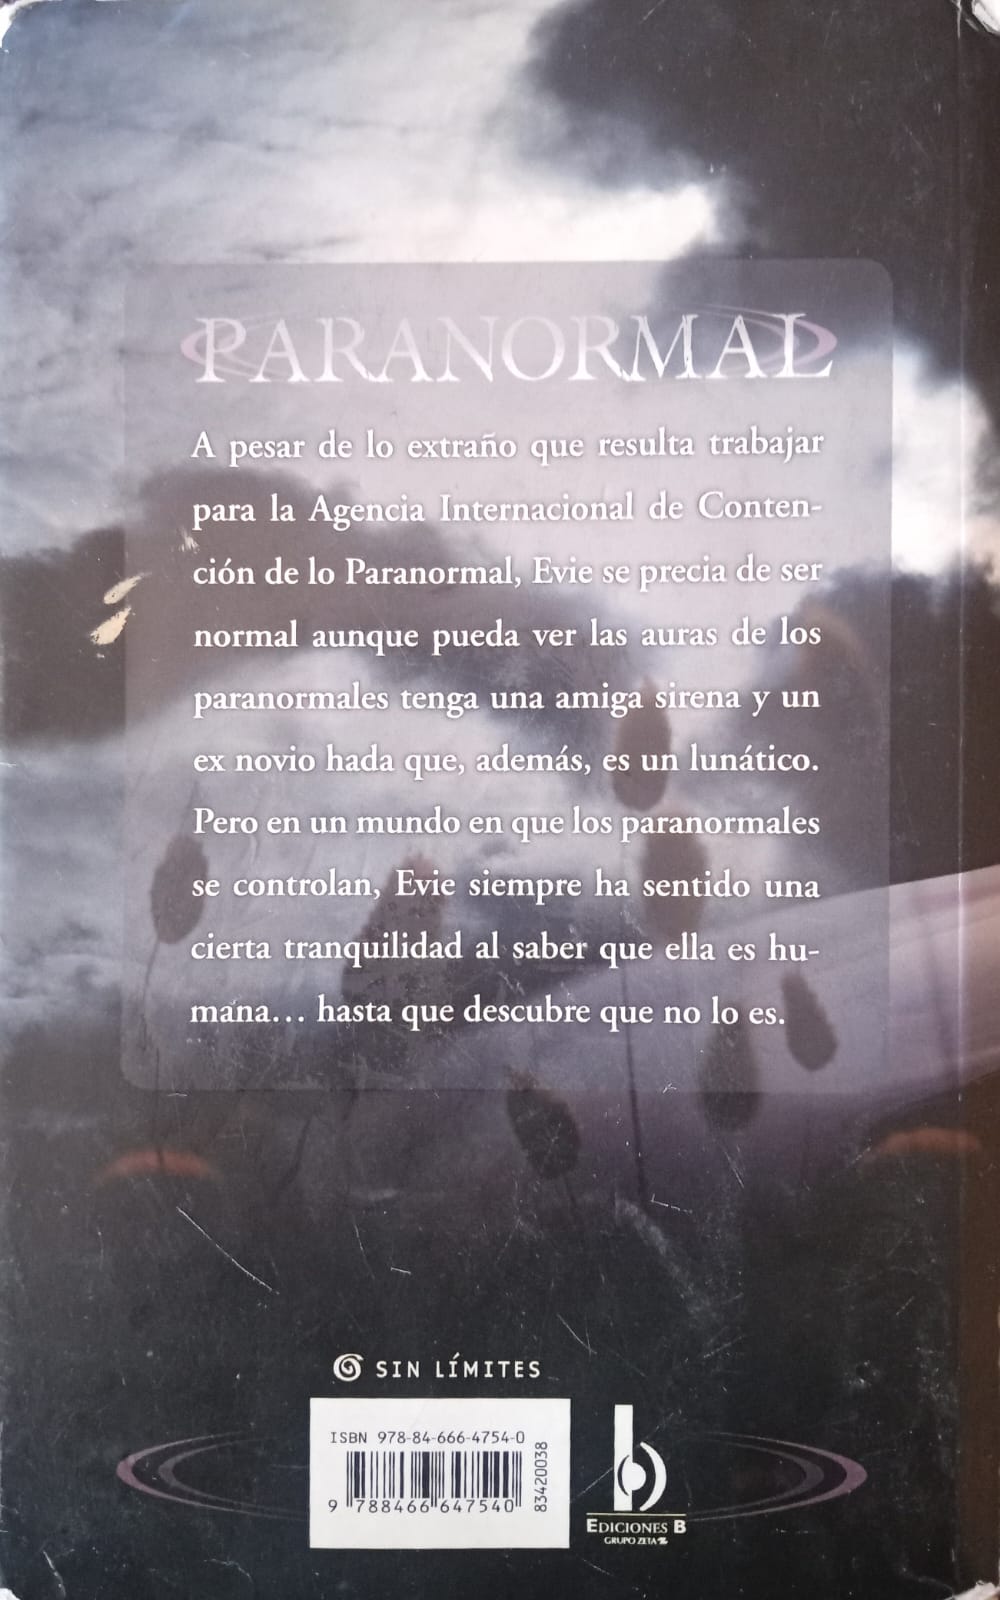 PARANORMAL
A pesar de lo extraño que resulta trabajar
para la Agencia Internacional de Conten-
ción de lo Paranormal, Evie se precia de ser
normal aunque pueda ver las auras de los
paranormales tenga una amiga sirena y un
ex novio hada que, además, es un lunático.
Pero en un mundo en que los paranormales
se controlan, Evie siempre ha sentido una
cierta tranquilidad al saber que ella es hu-
mana... hasta que descubre que no lo es.
SIN LÍMITES
ISBN 978-84-666-4754-0
9 788466 647540
83420038
b
EDICIONES B
GRUPO ZETA